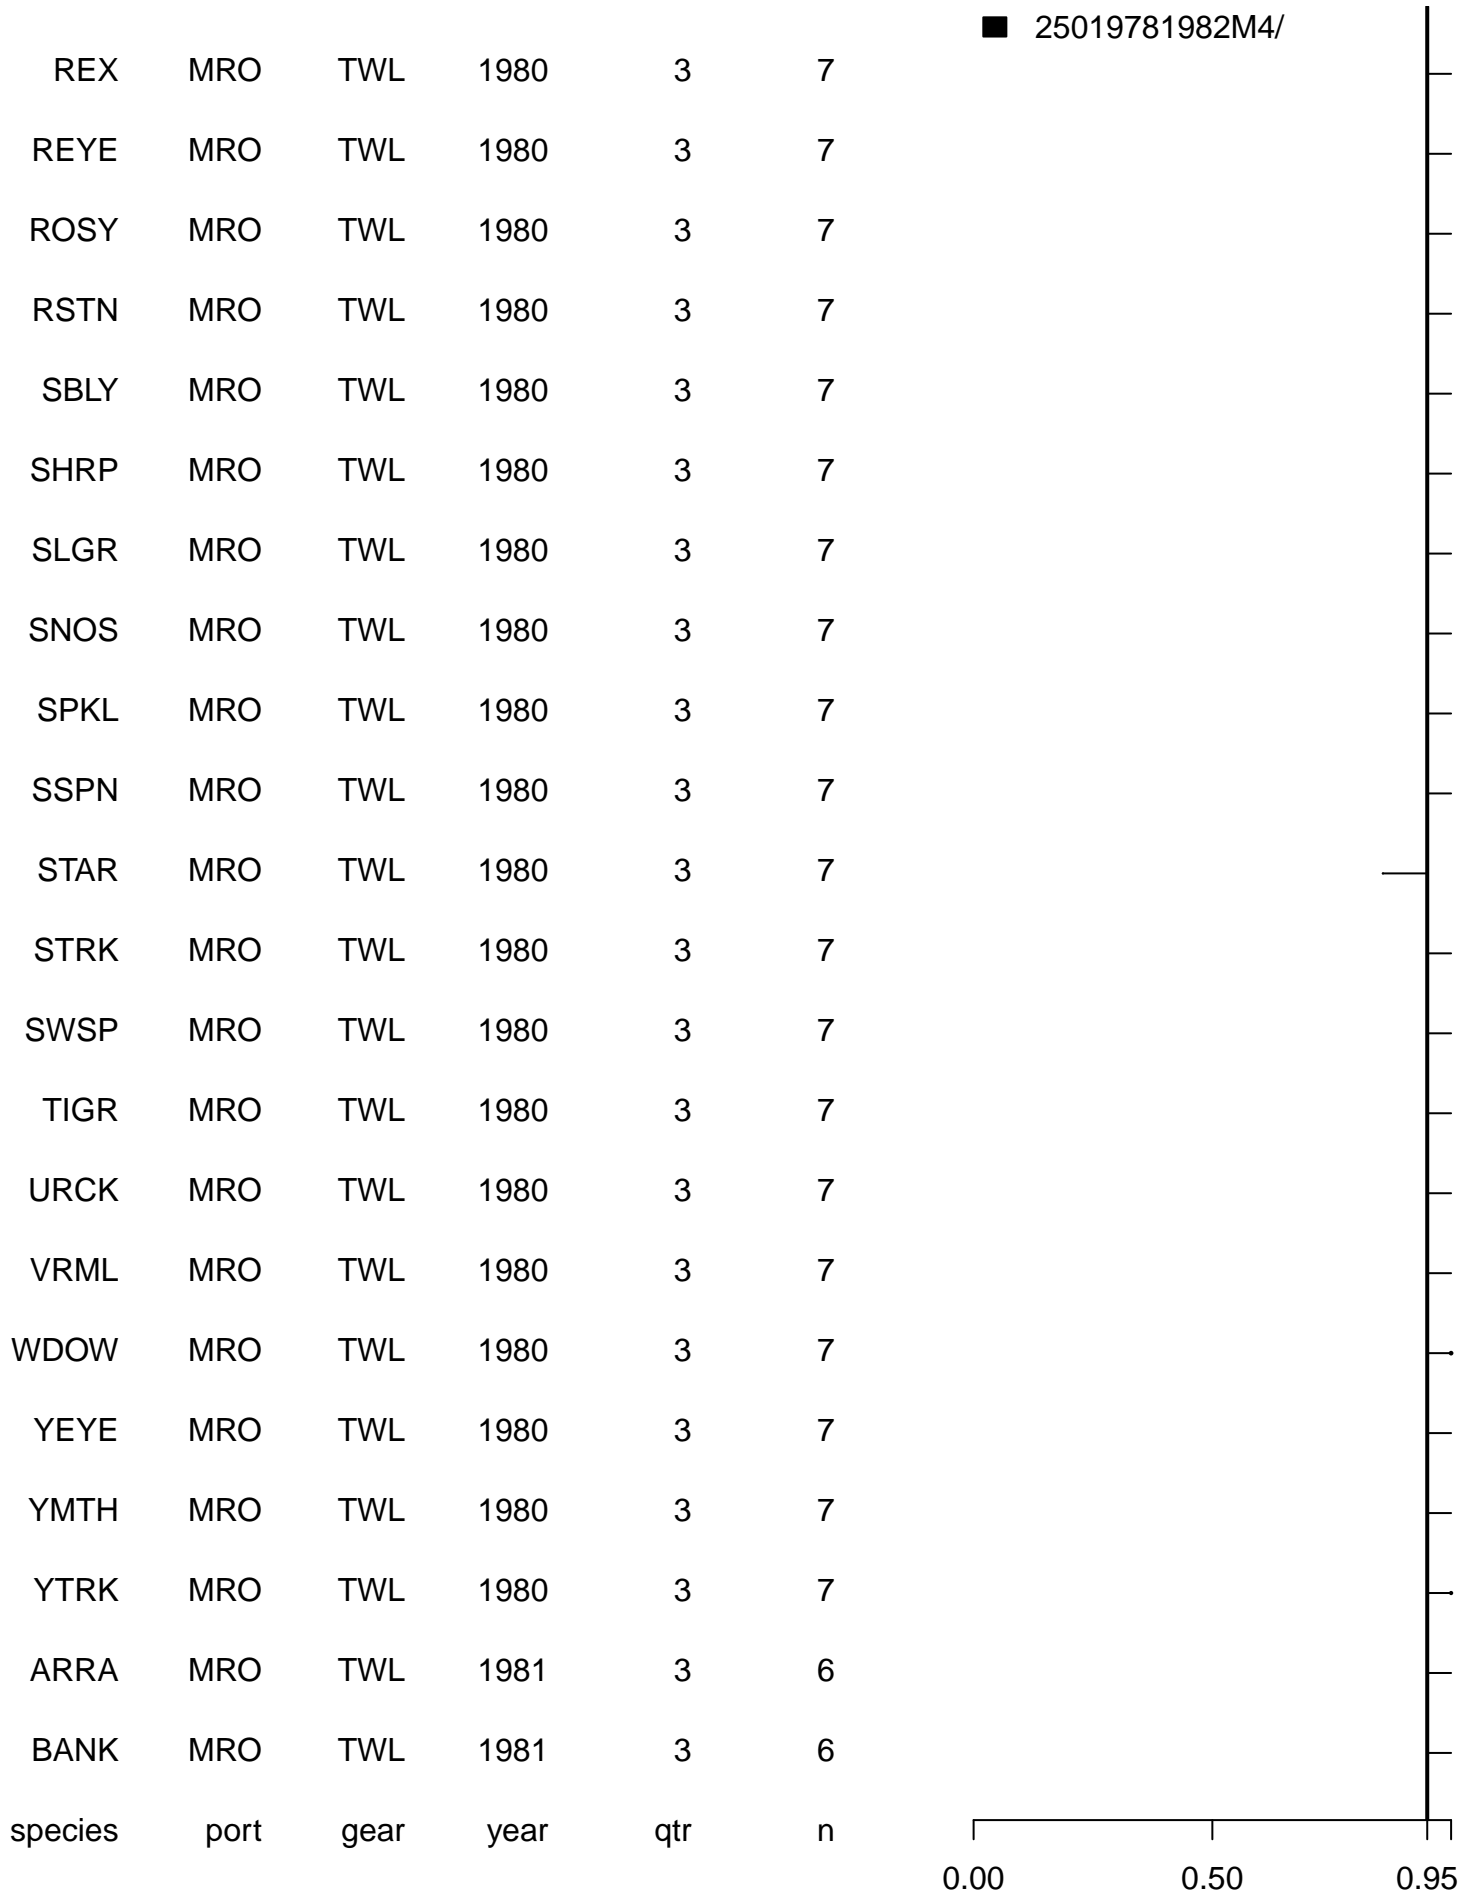 25019781982M4/
REX MRO TWL 1980 3 7
REYE MRO TWL 1980 3 7
ROSY MRO TWL 1980 3 7
RSTN MRO TWL 1980 3 7
SBLY MRO TWL 1980 3 7
SHRP MRO TWL 1980 3 7
SLGR MRO TWL 1980 3 7
SNOS MRO TWL 1980 3 7
SPKL MRO TWL 1980 3 7
SSPN MRO TWL 1980 3 7
STAR MRO TWL 1980 3 7
STRK MRO TWL 1980 3 7
SWSP MRO TWL 1980 3 7
TIGR MRO TWL 1980 3 7
URCK MRO TWL 1980 3 7
VRML MRO TWL 1980 3 7
WDOW MRO TWL 1980 3 7
YEYE MRO TWL 1980 3 7
YMTH MRO TWL 1980 3 7
YTRK MRO TWL 1980 3 7
ARRA MRO TWL 1981 3 6
BANK MRO TWL 1981 3 6
species port gear year qtr n
0.00 0.50 0.95